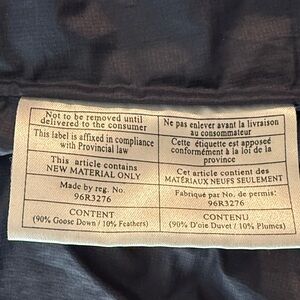 Not to be removed until
delivered to the consumer
This label is affixed in compliance
with Provincial law
This article contains
NEW MATERIAL ONLY
Made by reg. No.
96R3276
CONTENT
(90% Goose Down / 10% Feathers)
Ne pas enlever avant la livraison
au consommateur
Cette étiquette est apposée
conformément à la loi de la
province
Cet article contient des
MATÉRIAUX NEUFS SEULEMENT
Fabriqué par No. de permis:
96R3276
CONTENU
(90% D'oie Duvet / 10% Plumes)